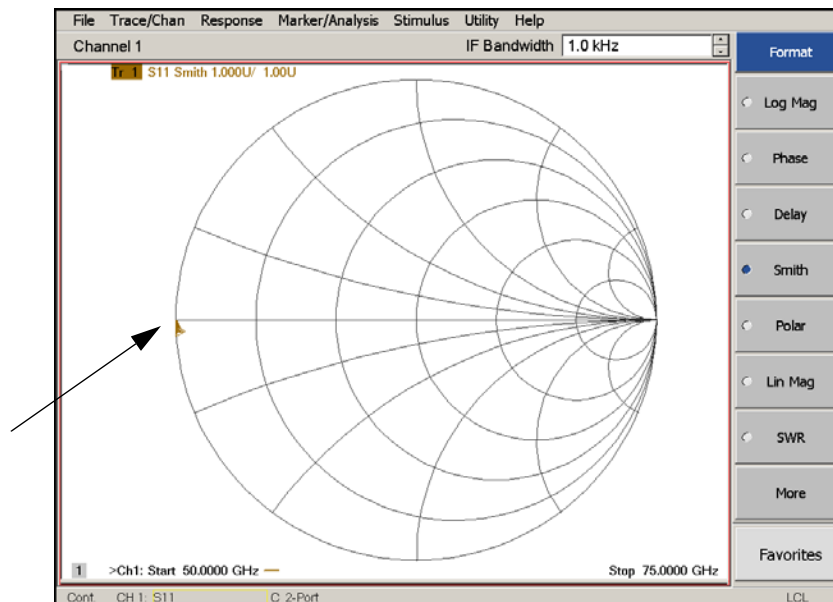 File Trace/Chan Response Marker/Analysis Stimulus Utility Help
Channel 1 IF Bandwidth 1.0 kHz
Format
Tr 1 S11 Smith 1.000U/ 1.00U
Log Mag
Phase
Delay
Smith
Polar
Lin Mag
SWR
More
Favorites
1 >Ch1: Start 50.0000 GHz Stop 75.0000 GHz
Cont. CH 1: S11 C 2-Port LCL